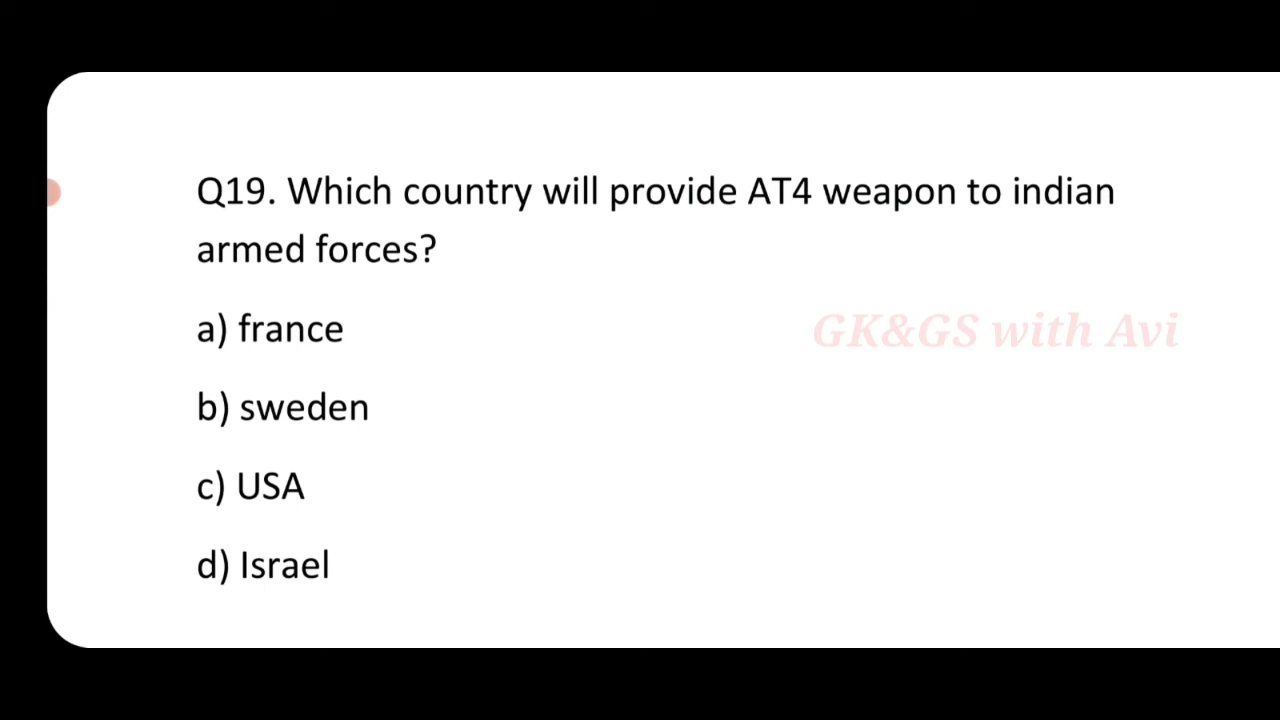 Q19. Which country will provide AT4 weapon to indian
armed forces?
a) france
GK&GS with Avi
b) sweden
c) USA
d) Israel